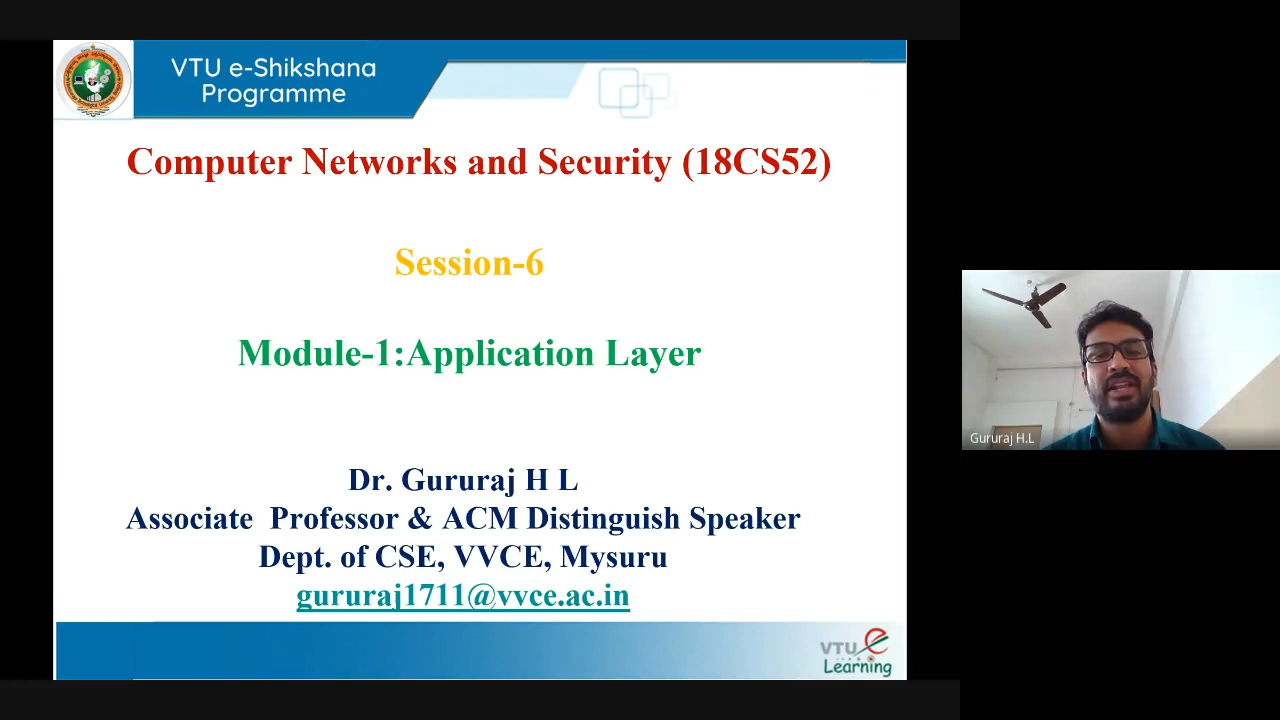 VTU e-Shikshana
Programme
Computer Networks and Security (18CS52)
Session-6
Module-1:Application Layer
Dr. Gururaj H L
Associate  Professor & ACM Distinguish Speaker
Dept. of CSE, VVCE, Mysuru
gururaj1711@vvce.ac.in
Gururaj H.L
VTU e
Learning